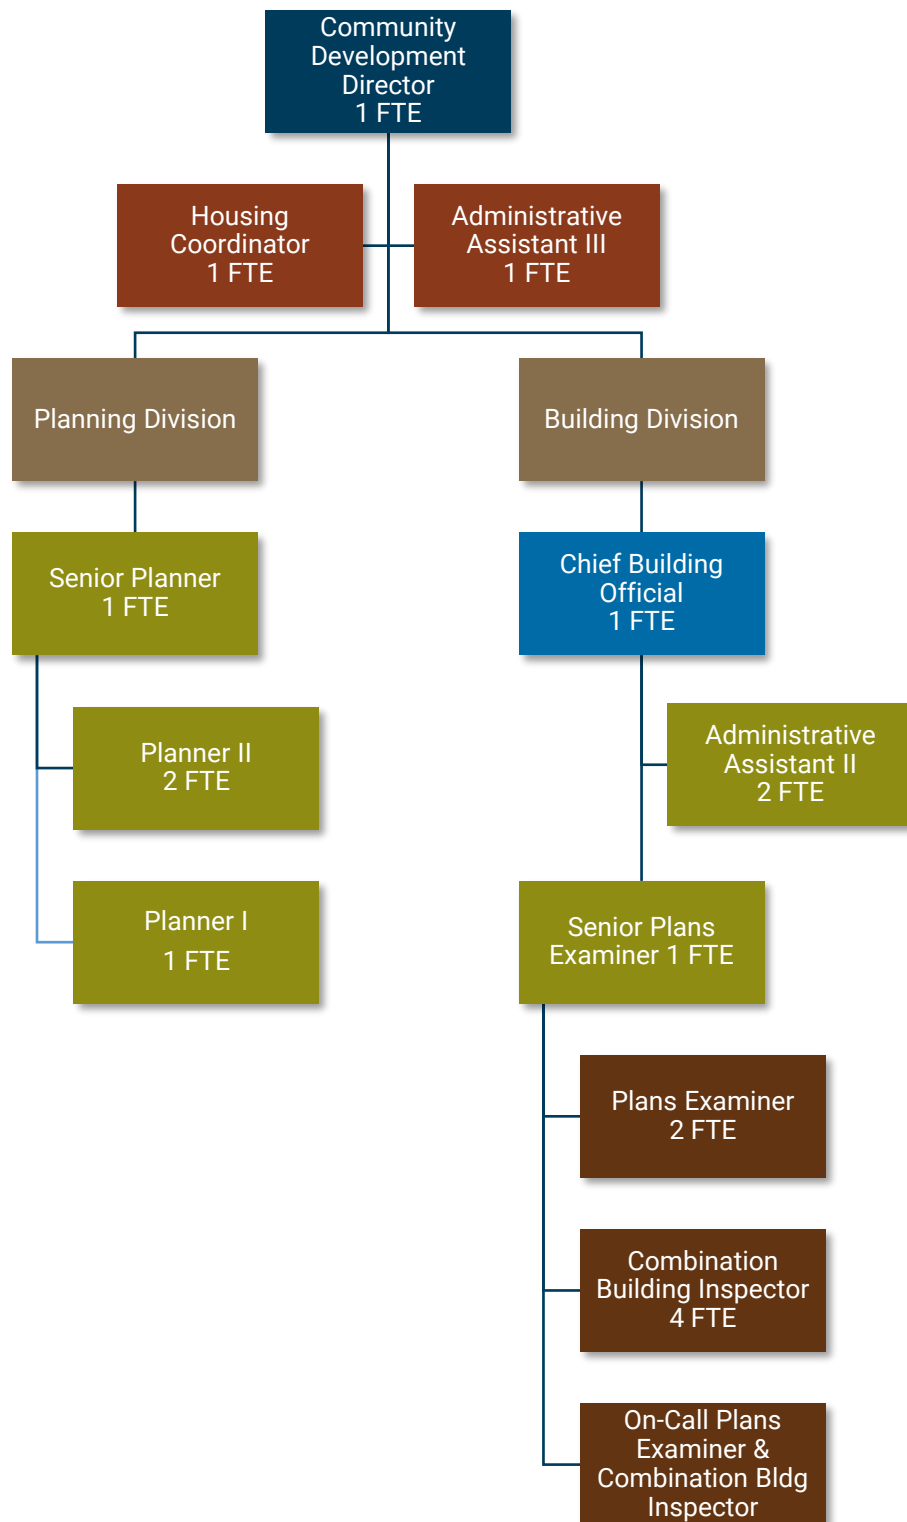 Community
Development
Director
1 FTE
Housing
Coordinator
1 FTE
Administrative
Assistant III
1 FTE
Planning Division
Building Division
Senior Planner
1 FTE
Chief Building
Official
1 FTE
Planner II
2 FTE
Administrative
Assistant II
2 FTE
Planner I
1 FTE
Senior Plans
Examiner 1 FTE
Plans Examiner
2 FTE
Combination
Building Inspector
4 FTE
On-Call Plans
Examiner &
Combination Bldg
Inspector